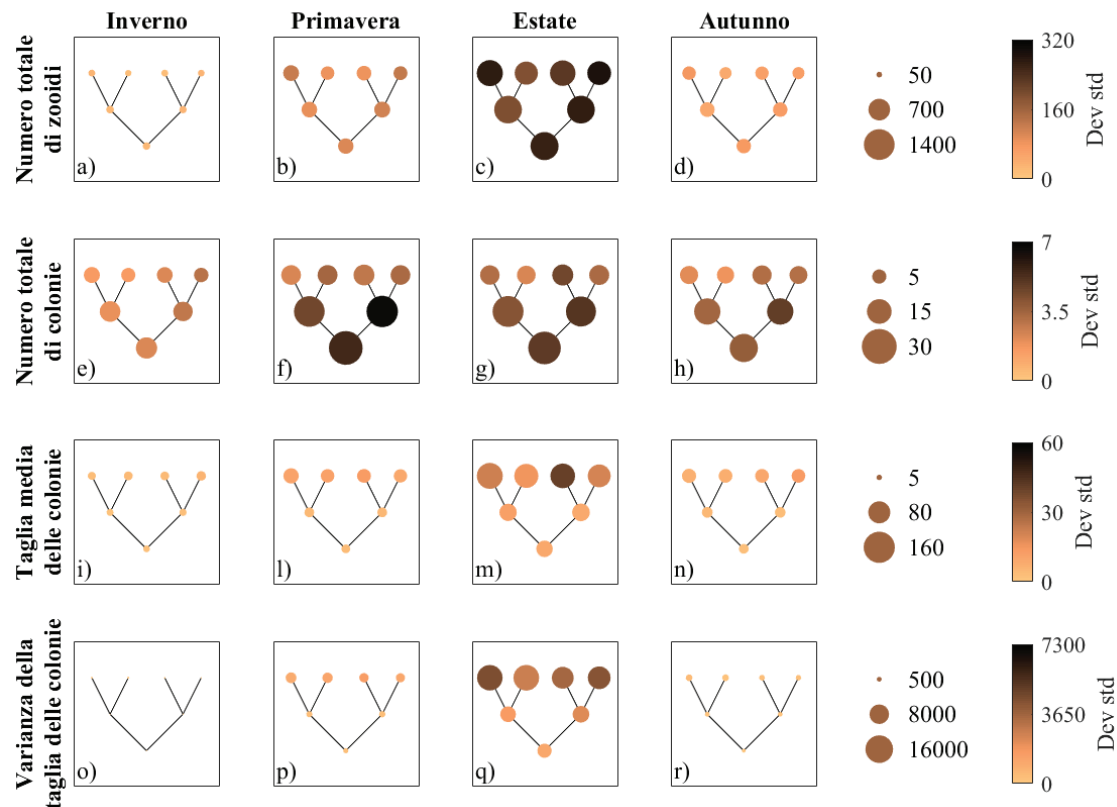 Inverno Primavera Estate Autunno
Numero totale
di zooidi
a) b) c) d)
50
700
1400
320
160
0
Dev std
Numero totale
di colonie
e) f) g) h)
5
15
30
7
3.5
0
Dev std
Taglia media
delle colonie
i) l) m) n)
5
80
160
60
30
0
Dev std
Varianza della
taglia delle colonie
o) p) q) r)
500
8000
16000
7300
3650
0
Dev std